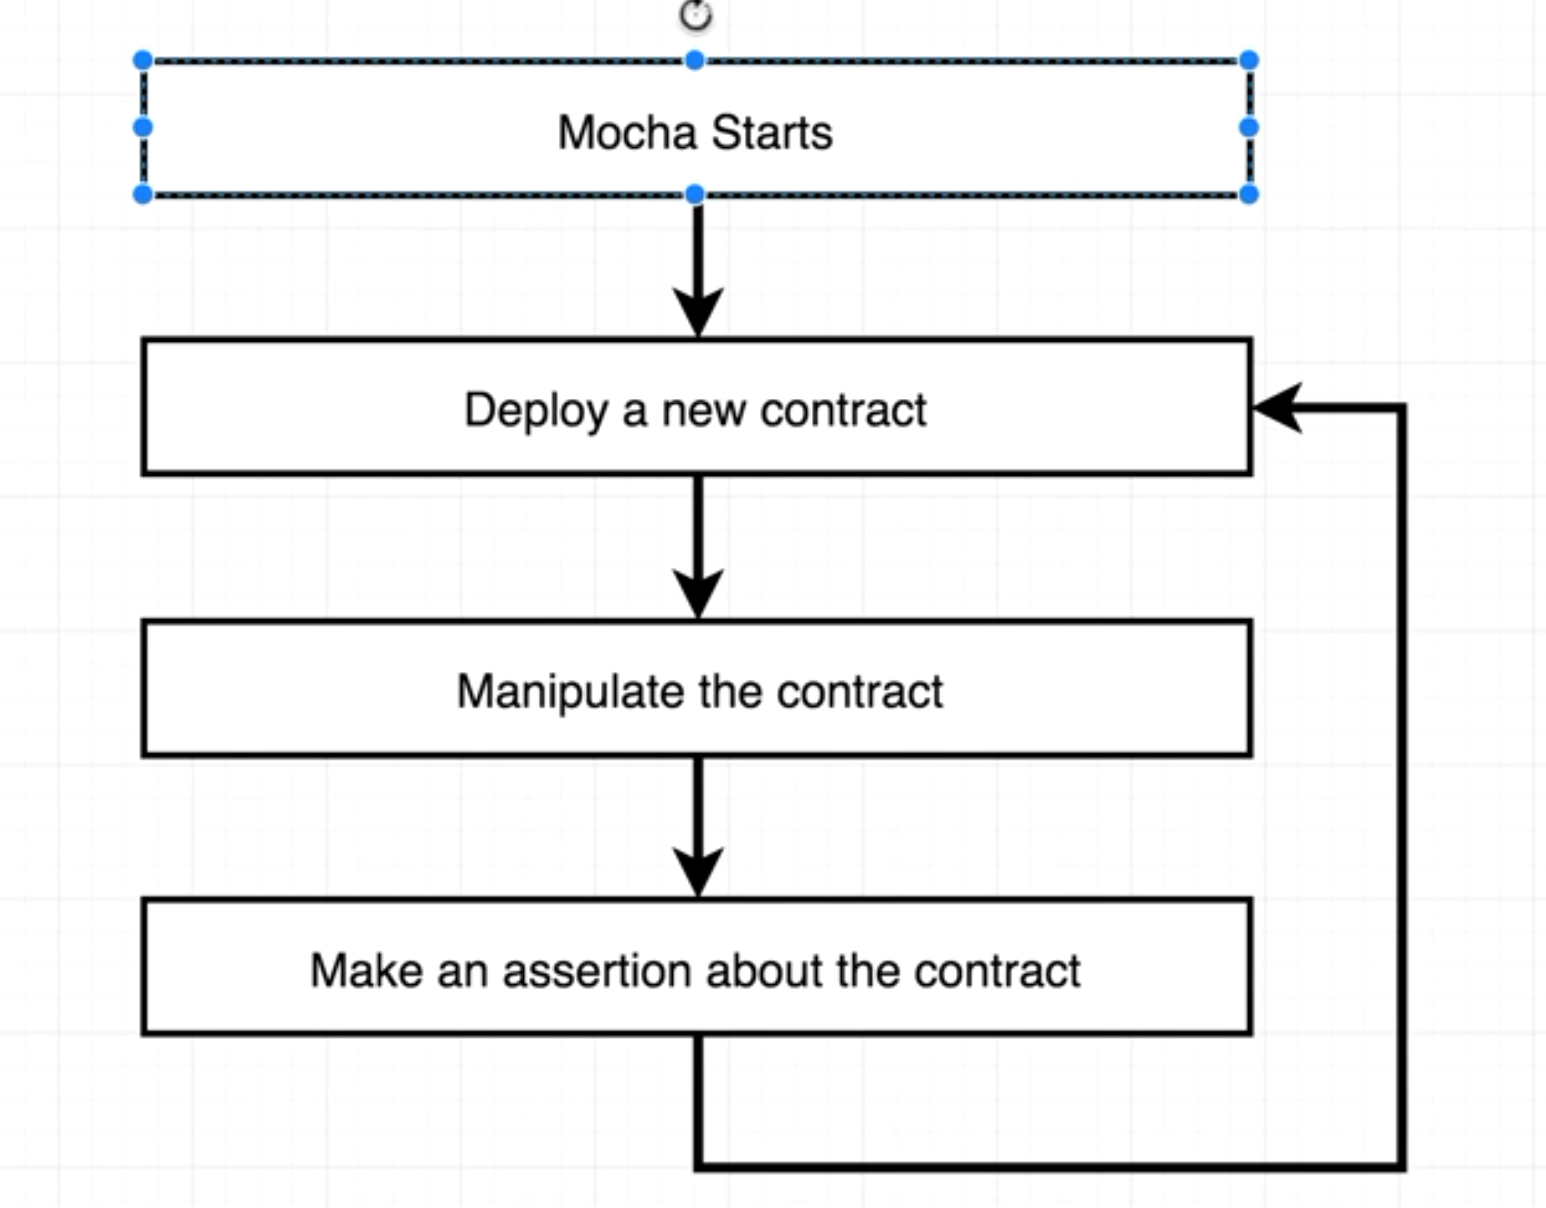 Mocha Starts
Deploy a new contract
Manipulate the contract
Make an assertion about the contract